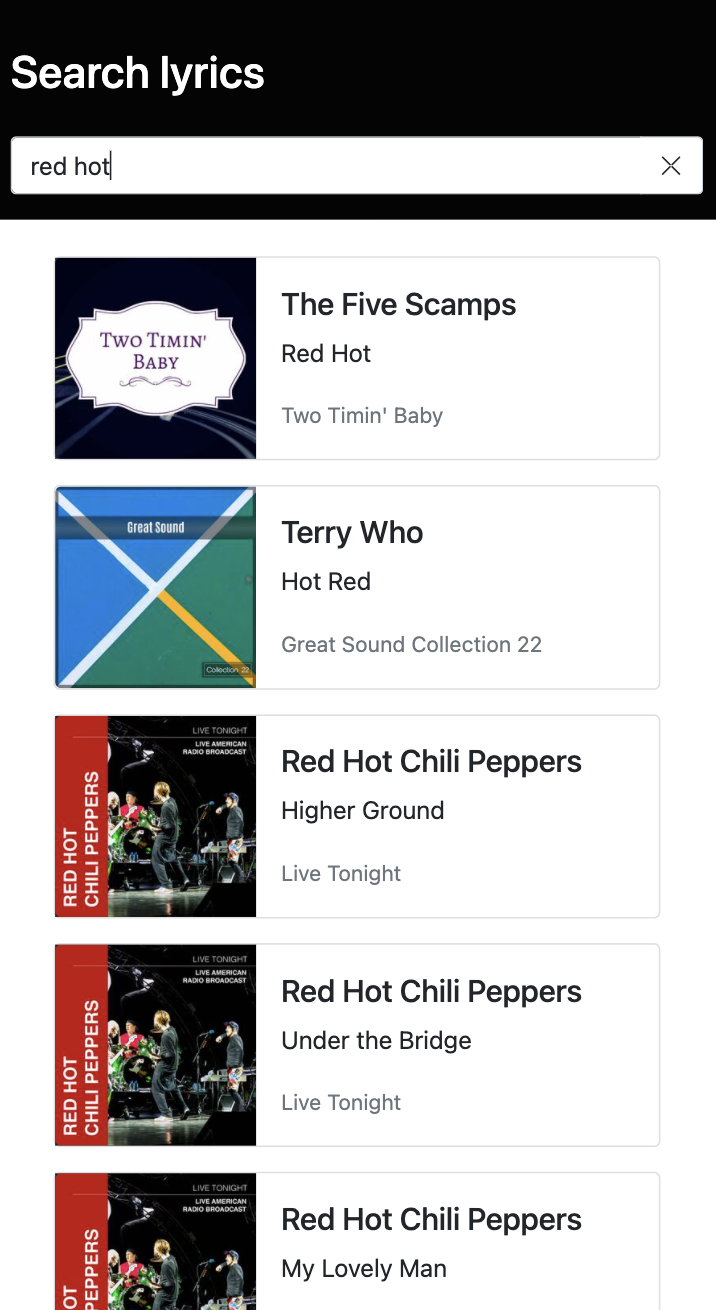 Search lyrics
red hot
TWO TIMIN'
BABY
The Five Scamps
Red Hot
Two Timin' Baby
Great Sound
Collection 22
Terry Who
Hot Red
Great Sound Collection 22
LIVE TONIGHT
LIVE AMERICAN
RADIO BROADCAST
RED HOT
CHILI PEPPERS
Red Hot Chili Peppers
Higher Ground
Live Tonight
LIVE TONIGHT
LIVE AMERICAN
RADIO BROADCAST
RED HOT
CHILI PEPPERS
Red Hot Chili Peppers
Under the Bridge
Live Tonight
LIVE TONIGHT
LIVE AMERICAN
RADIO BROADCAST
OT
PEPPERS
Red Hot Chili Peppers
My Lovely Man